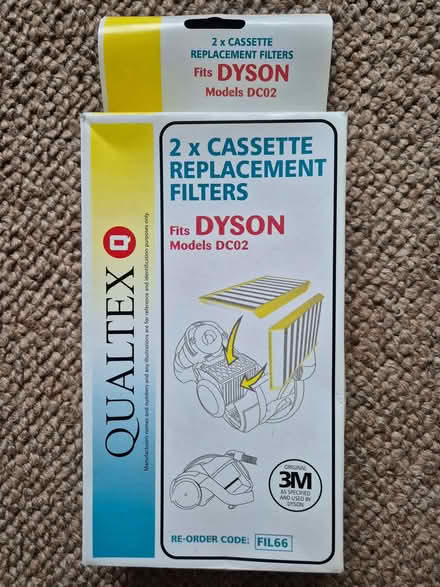 2 x CASSETTE
REPLACEMENT FILTERS
Fits DYSON
Models DC02
2 x CASSETTE
REPLACEMENT
FILTERS
Fits DYSON
Models DC02
QUALTEX Q
Manufacturers names and numbers and any illustrations are for reference and identification purposes only.
ORIGINAL
3M
AS SPECIFIED
AND USED BY
DYSON
RE-ORDER CODE: FIL66